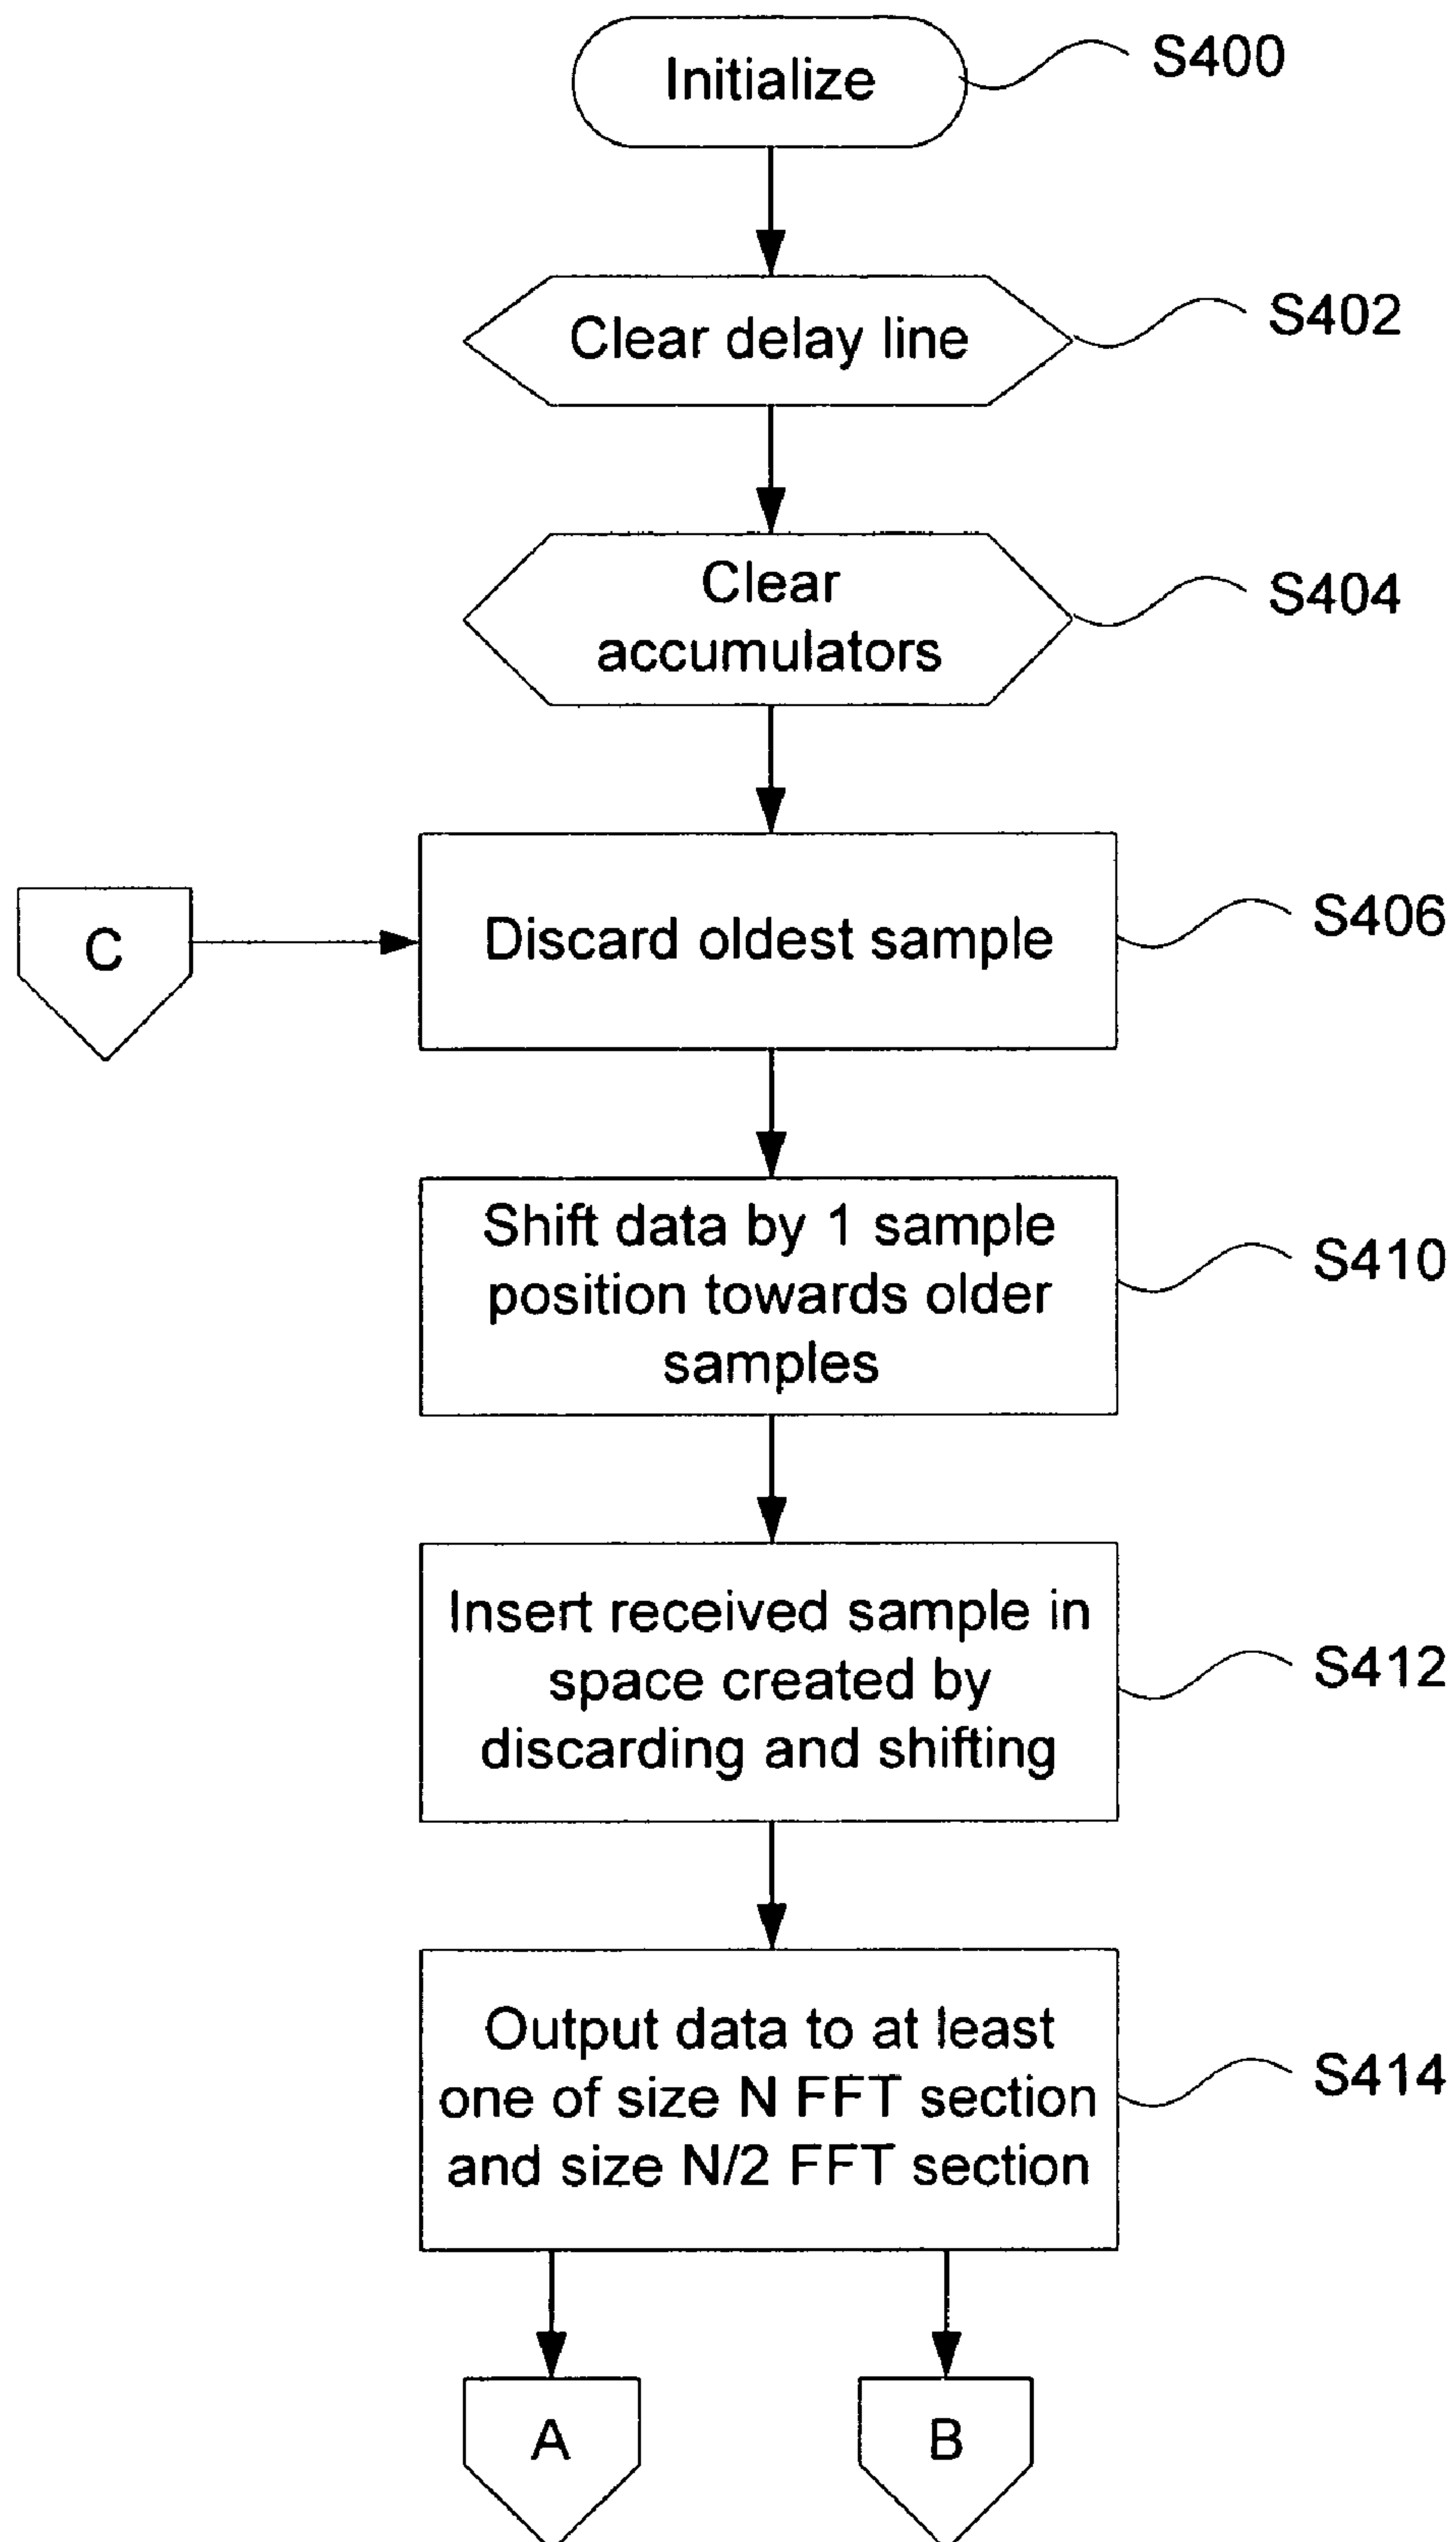 Initialize
S400
Clear delay line
S402
Clear
accumulators
S404
C
Discard oldest sample
S406
Shift data by 1 sample
position towards older
samples
S410
Insert received sample in
space created by
discarding and shifting
S412
Output data to at least
one of size N FFT section
and size N/2 FFT section
S414
A
B